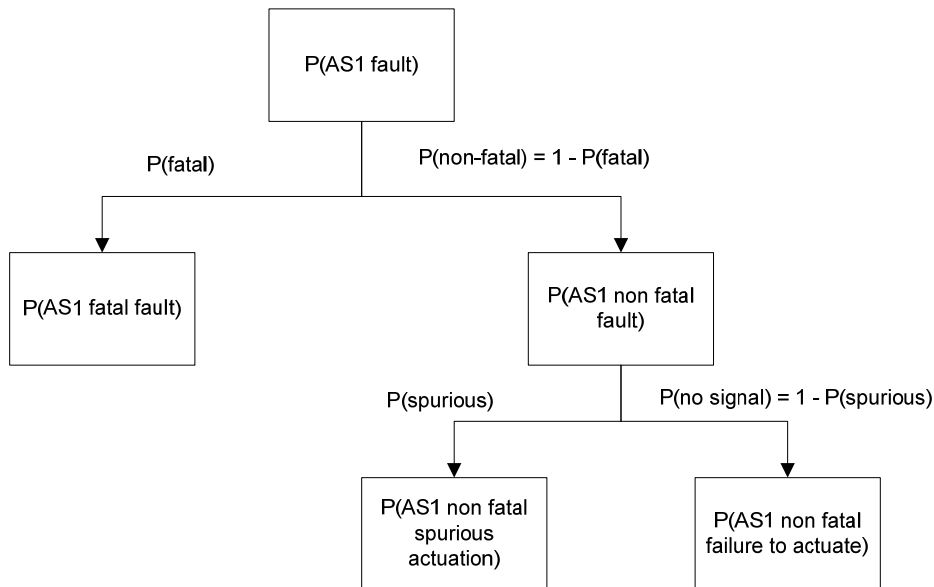 P(AS1 fault)
P(fatal)
P(non-fatal) = 1 - P(fatal)
P(AS1 fatal fault)
P(AS1 non fatal
fault)
P(spurious)
P(no signal) = 1 - P(spurious)
P(AS1 non fatal
spurious
actuation)
P(AS1 non fatal
failure to actuate)